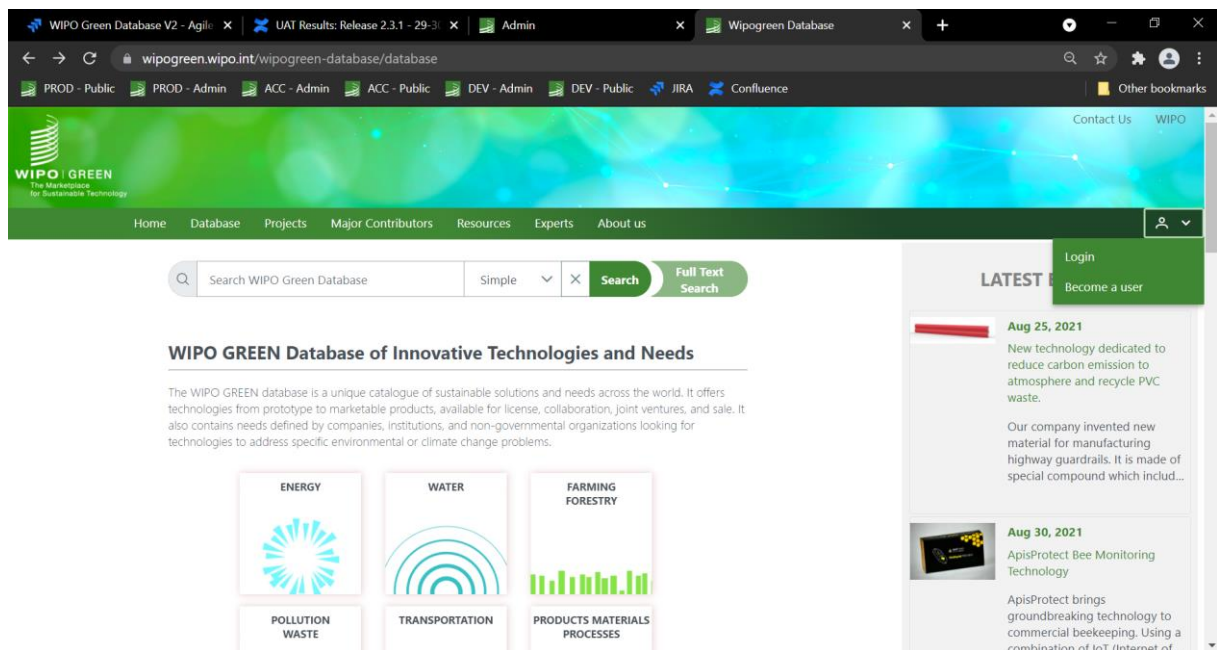 WIPO Green Database V2 - Agile
UAT Results: Release 2.3.1 - 29-3
Admin
Wipogreen Database
wipogreen.wipo.int/wipogreen-database/database
PROD - Public
PROD - Admin
ACC - Admin
ACC - Public
DEV - Admin
DEV - Public
JIRA
Confluence
Other bookmarks
Contact Us
WIPO
WIPO GREEN
The Marketplace
for Sustainable Technology
Home
Database
Projects
Major Contributors
Resources
Experts
About us
Login
Become a user
Search WIPO Green Database
Simple
Search
Full Text
Search
WIPO GREEN Database of Innovative Technologies and Needs
The WIPO GREEN database is a unique catalogue of sustainable solutions and needs across the world. It offers
technologies from prototype to marketable products, available for license, collaboration, joint ventures, and sale. It
also contains needs defined by companies, institutions, and non-governmental organizations looking for
technologies to address specific environmental or climate change problems.
ENERGY
WATER
FARMING
FORESTRY
POLLUTION
WASTE
TRANSPORTATION
PRODUCTS MATERIALS
PROCESSES
LATEST
Aug 25, 2021
New technology dedicated to
reduce carbon emission to
atmosphere and recycle PVC
waste.
Our company invented new
material for manufacturing
highway guardrails. It is made of
special compound which includ...
Aug 30, 2021
ApisProtect Bee Monitoring
Technology
ApisProtect brings
groundbreaking technology to
commercial beekeeping. Using a
combination of IoT (Internet of